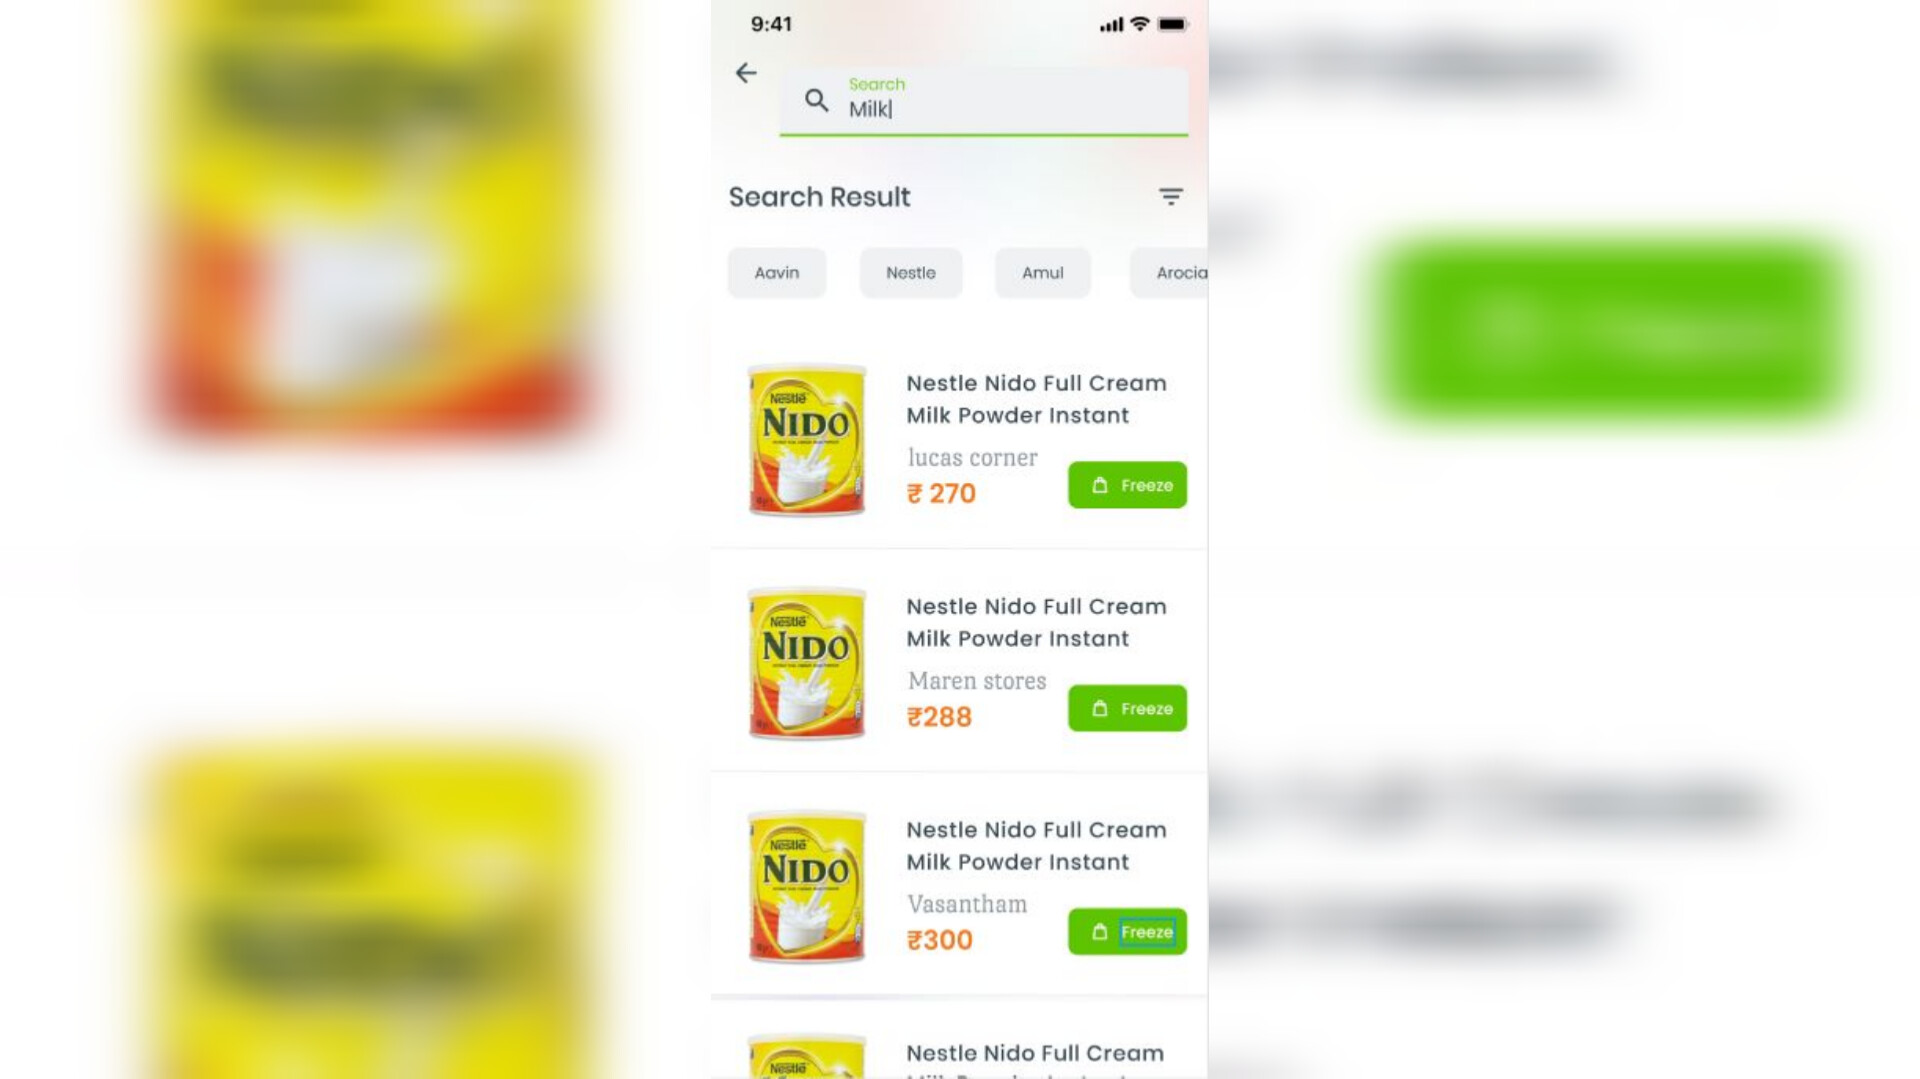 9:41
Search
Milk
Search Result
Aavin
Nestle
Amul
Arocia
Nestle
NIDO
Nestle Nido Full Cream
Milk Powder Instant
lucas corner
₹ 270
Freeze
Nestle
NIDO
Nestle Nido Full Cream
Milk Powder Instant
Maren stores
₹288
Freeze
Nestle
NIDO
Nestle Nido Full Cream
Milk Powder Instant
Vasantham
₹300
Freeze
Nestle
Nestle Nido Full Cream